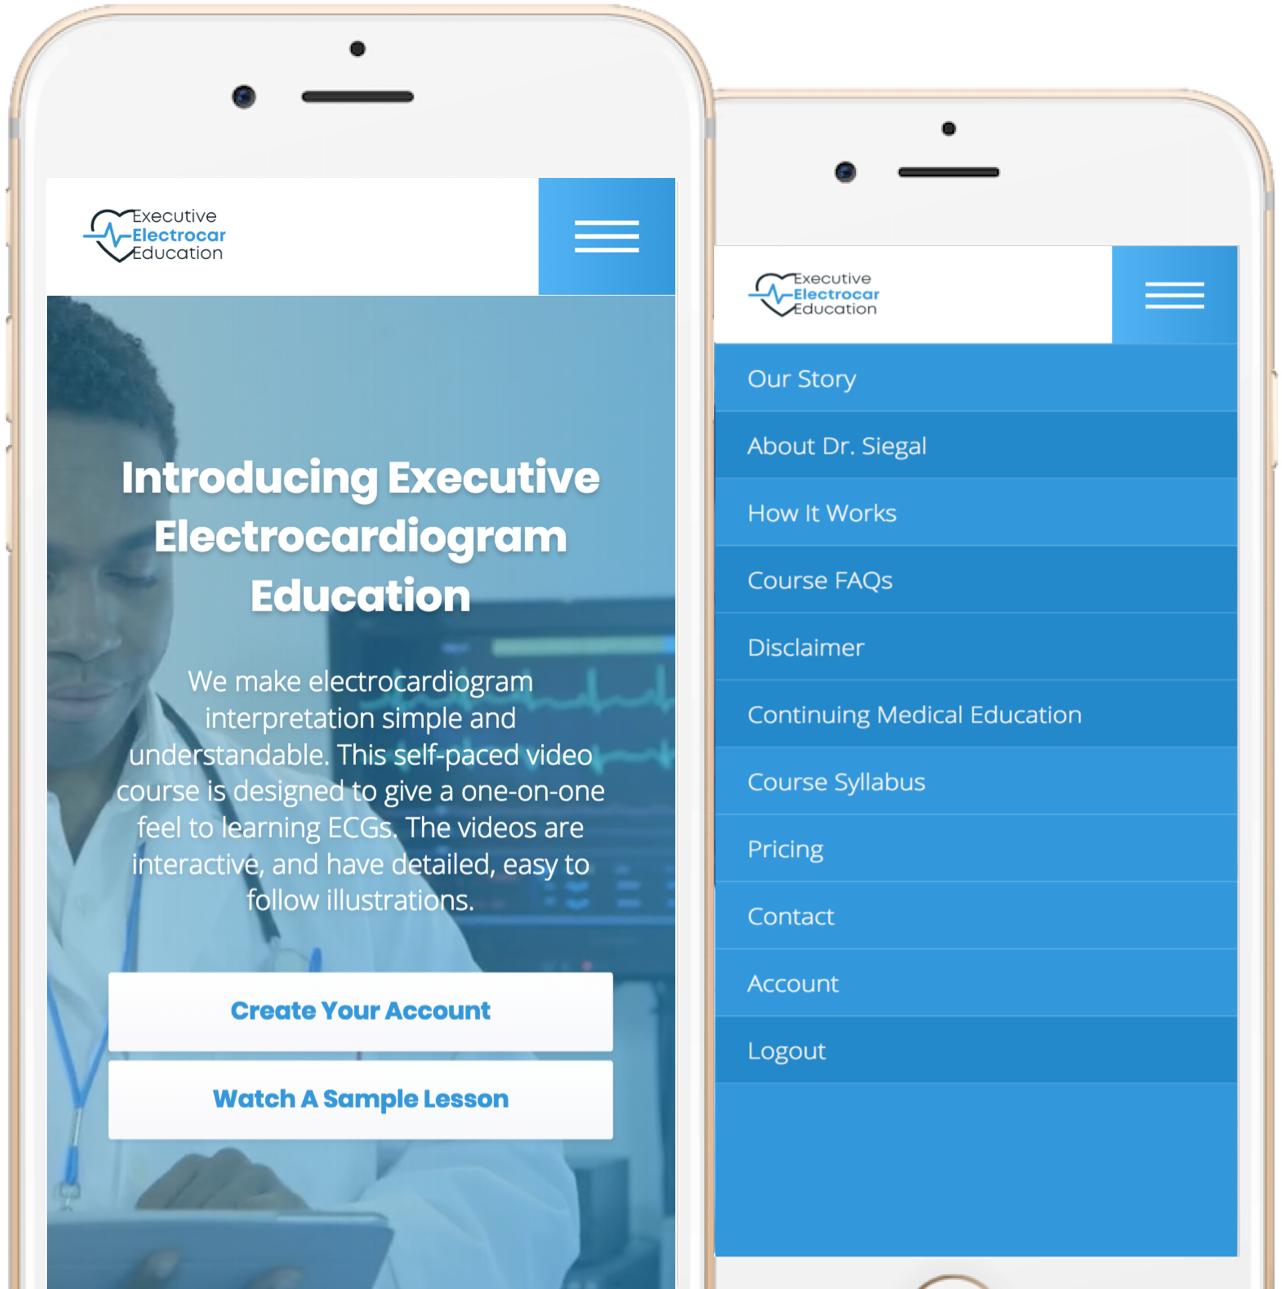 Executive
Electrocar
Education
Introducing Executive
Electrocardiogram
Education
We make electrocardiogram
interpretation simple and
understandable. This self-paced video
course is designed to give a one-on-one
feel to learning ECGs. The videos are
interactive, and have detailed, easy to
follow illustrations.
Create Your Account
Watch A Sample Lesson
Executive
Electrocar
Education
Our Story
About Dr. Siegal
How It Works
Course FAQs
Disclaimer
Continuing Medical Education
Course Syllabus
Pricing
Contact
Account
Logout